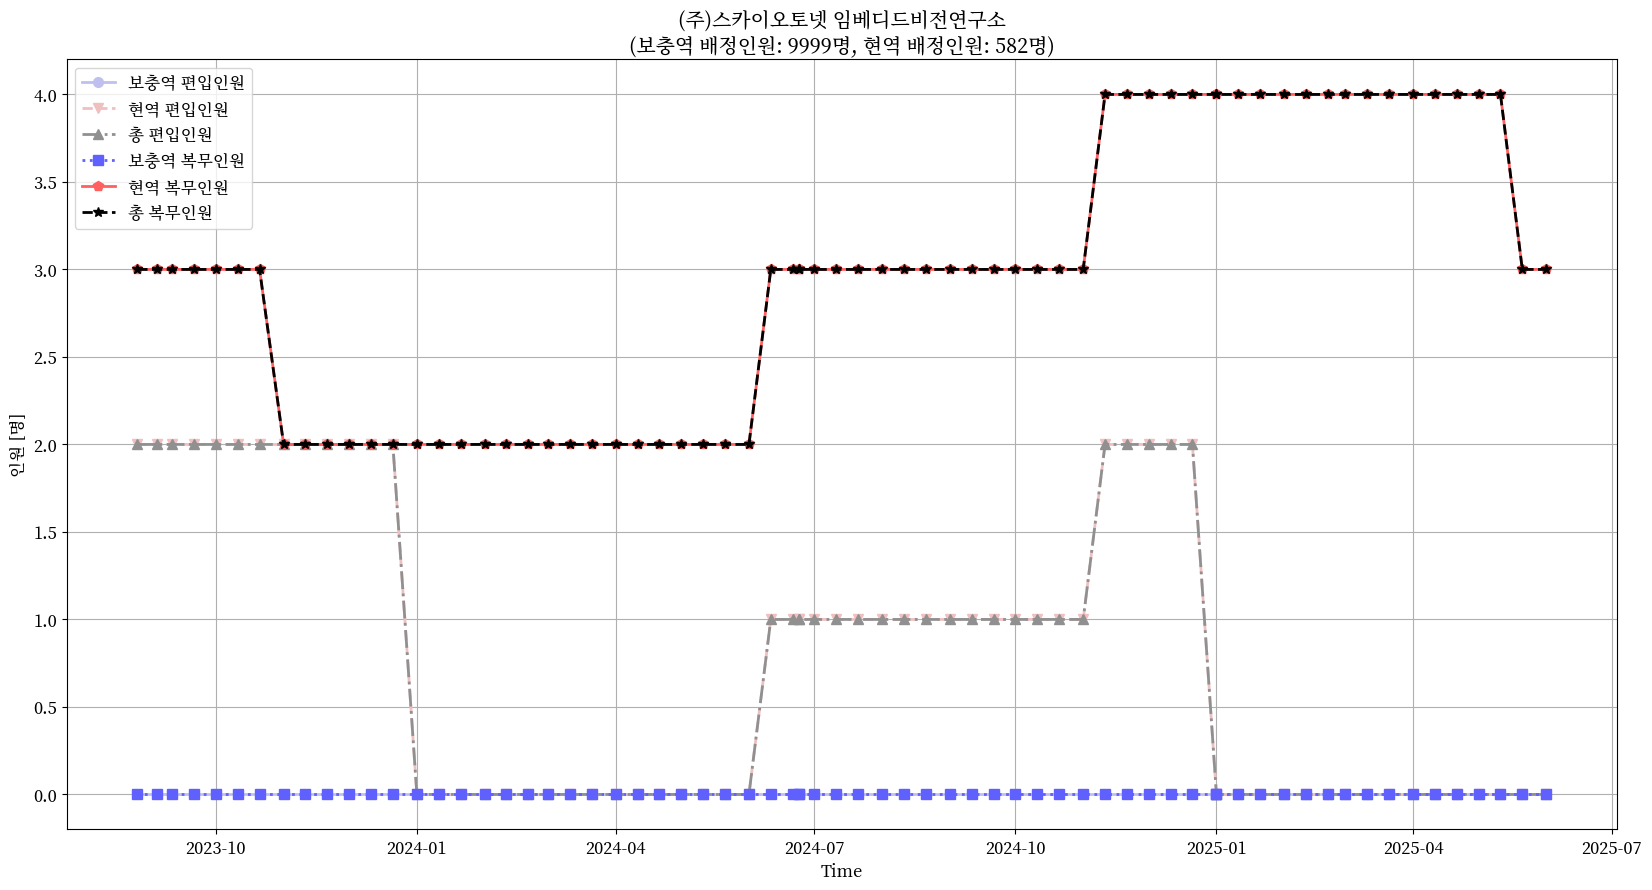 (주)스카이오토넷 임베디드비전연구소
(보충역 배정인원: 9999명, 현역 배정인원: 582명)
보충역 편입인원
현역 편입인원
총 편입인원
보충역 복무인원
현역 복무인원
총 복무인원
인원 [명]
4.0
3.5
3.0
2.5
2.0
1.5
1.0
0.5
0.0
2023-10
2024-01
2024-04
2024-07
2024-10
2025-01
2025-04
2025-07
Time